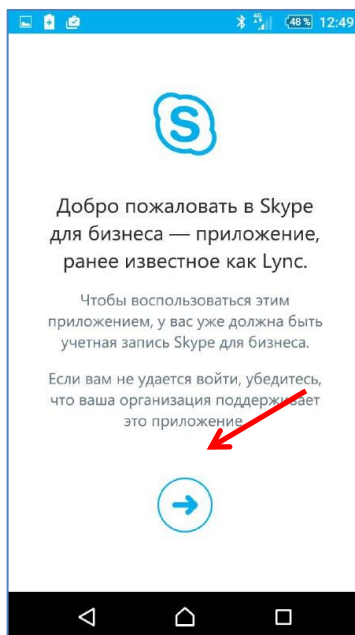 48% 12:49
S
Добро пожаловать в Skype
для бизнеса — приложение,
ранее известное как Lync.
Чтобы воспользоваться этим
приложением, у вас уже должна быть
учетная запись Skype для бизнеса.
Если вам не удается войти, убедитесь,
что ваша организация поддерживает
это приложение.